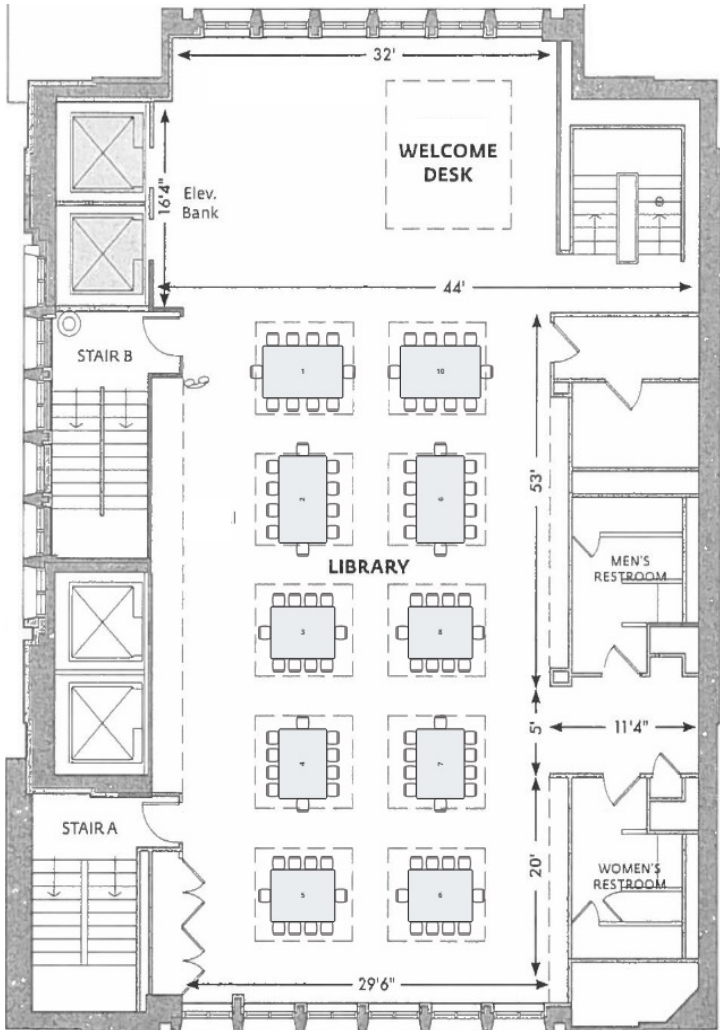 32'
WELCOME
DESK
16'4"
Elev.
Bank
44'
STAIR B
1
10
2
9
53'
LIBRARY
MEN'S
RESTROOM
3
8
5'
11'4"
4
7
STAIR A
20'
WOMEN'S
RESTROOM
5
6
29'6"